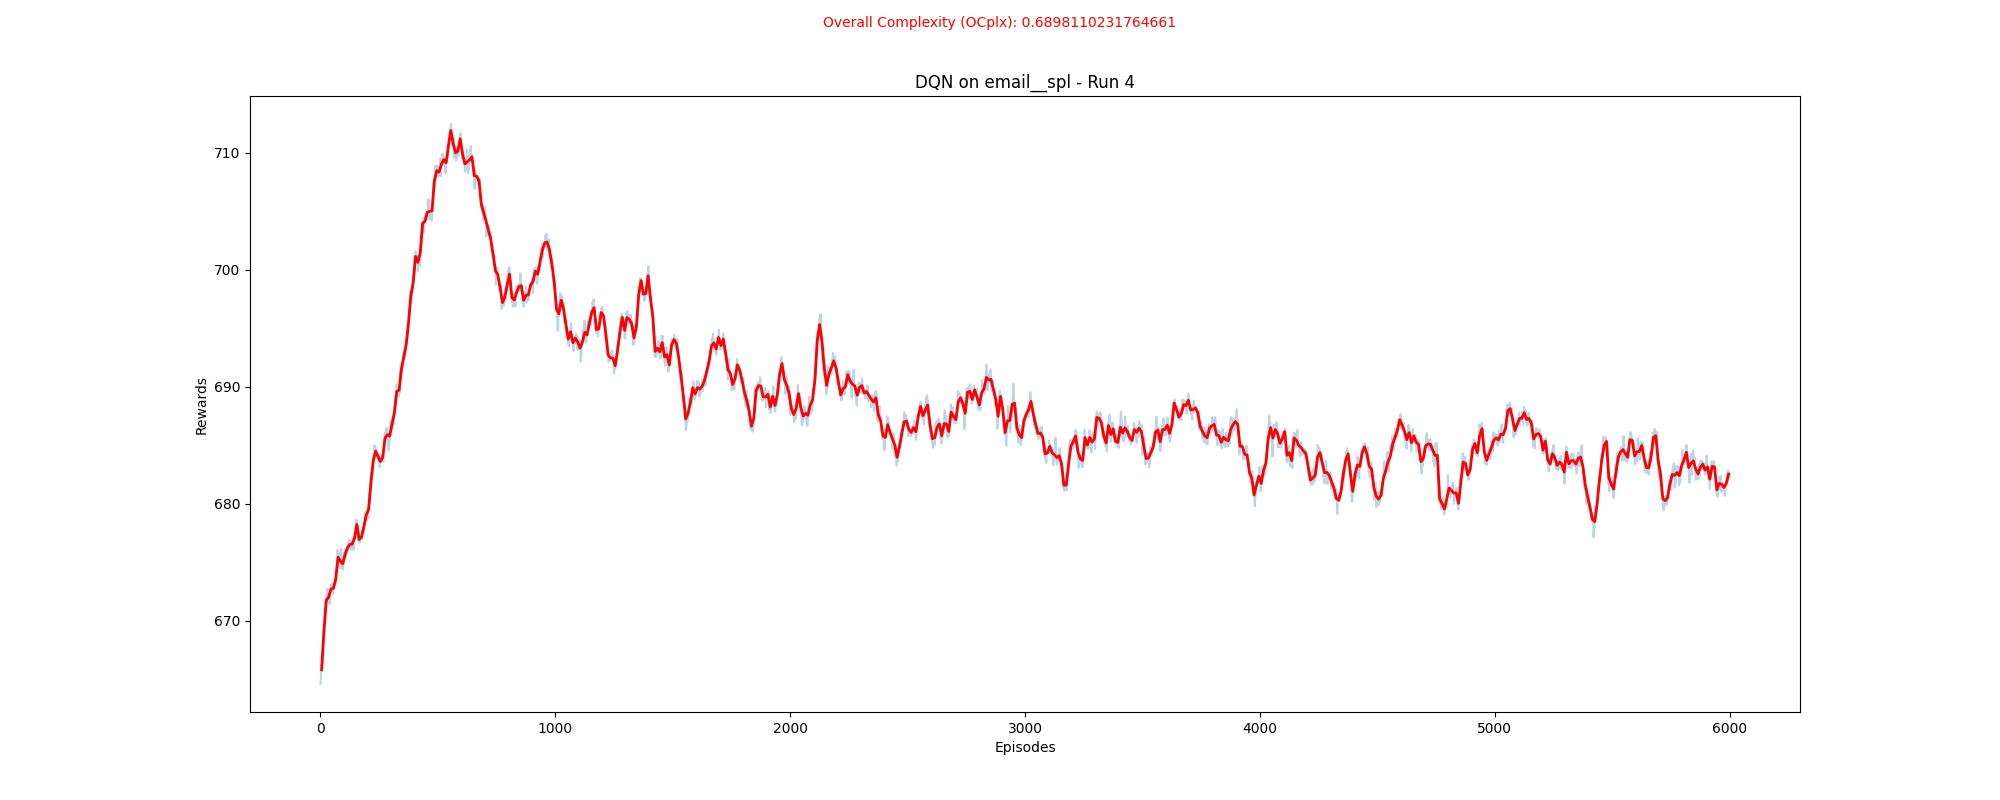 Overall Complexity (OCplx): 0.6898110231764661
DQN on email__spl - Run 4
Rewards
710
700
690
680
670
0 1000 2000 3000 4000 5000 6000
Episodes